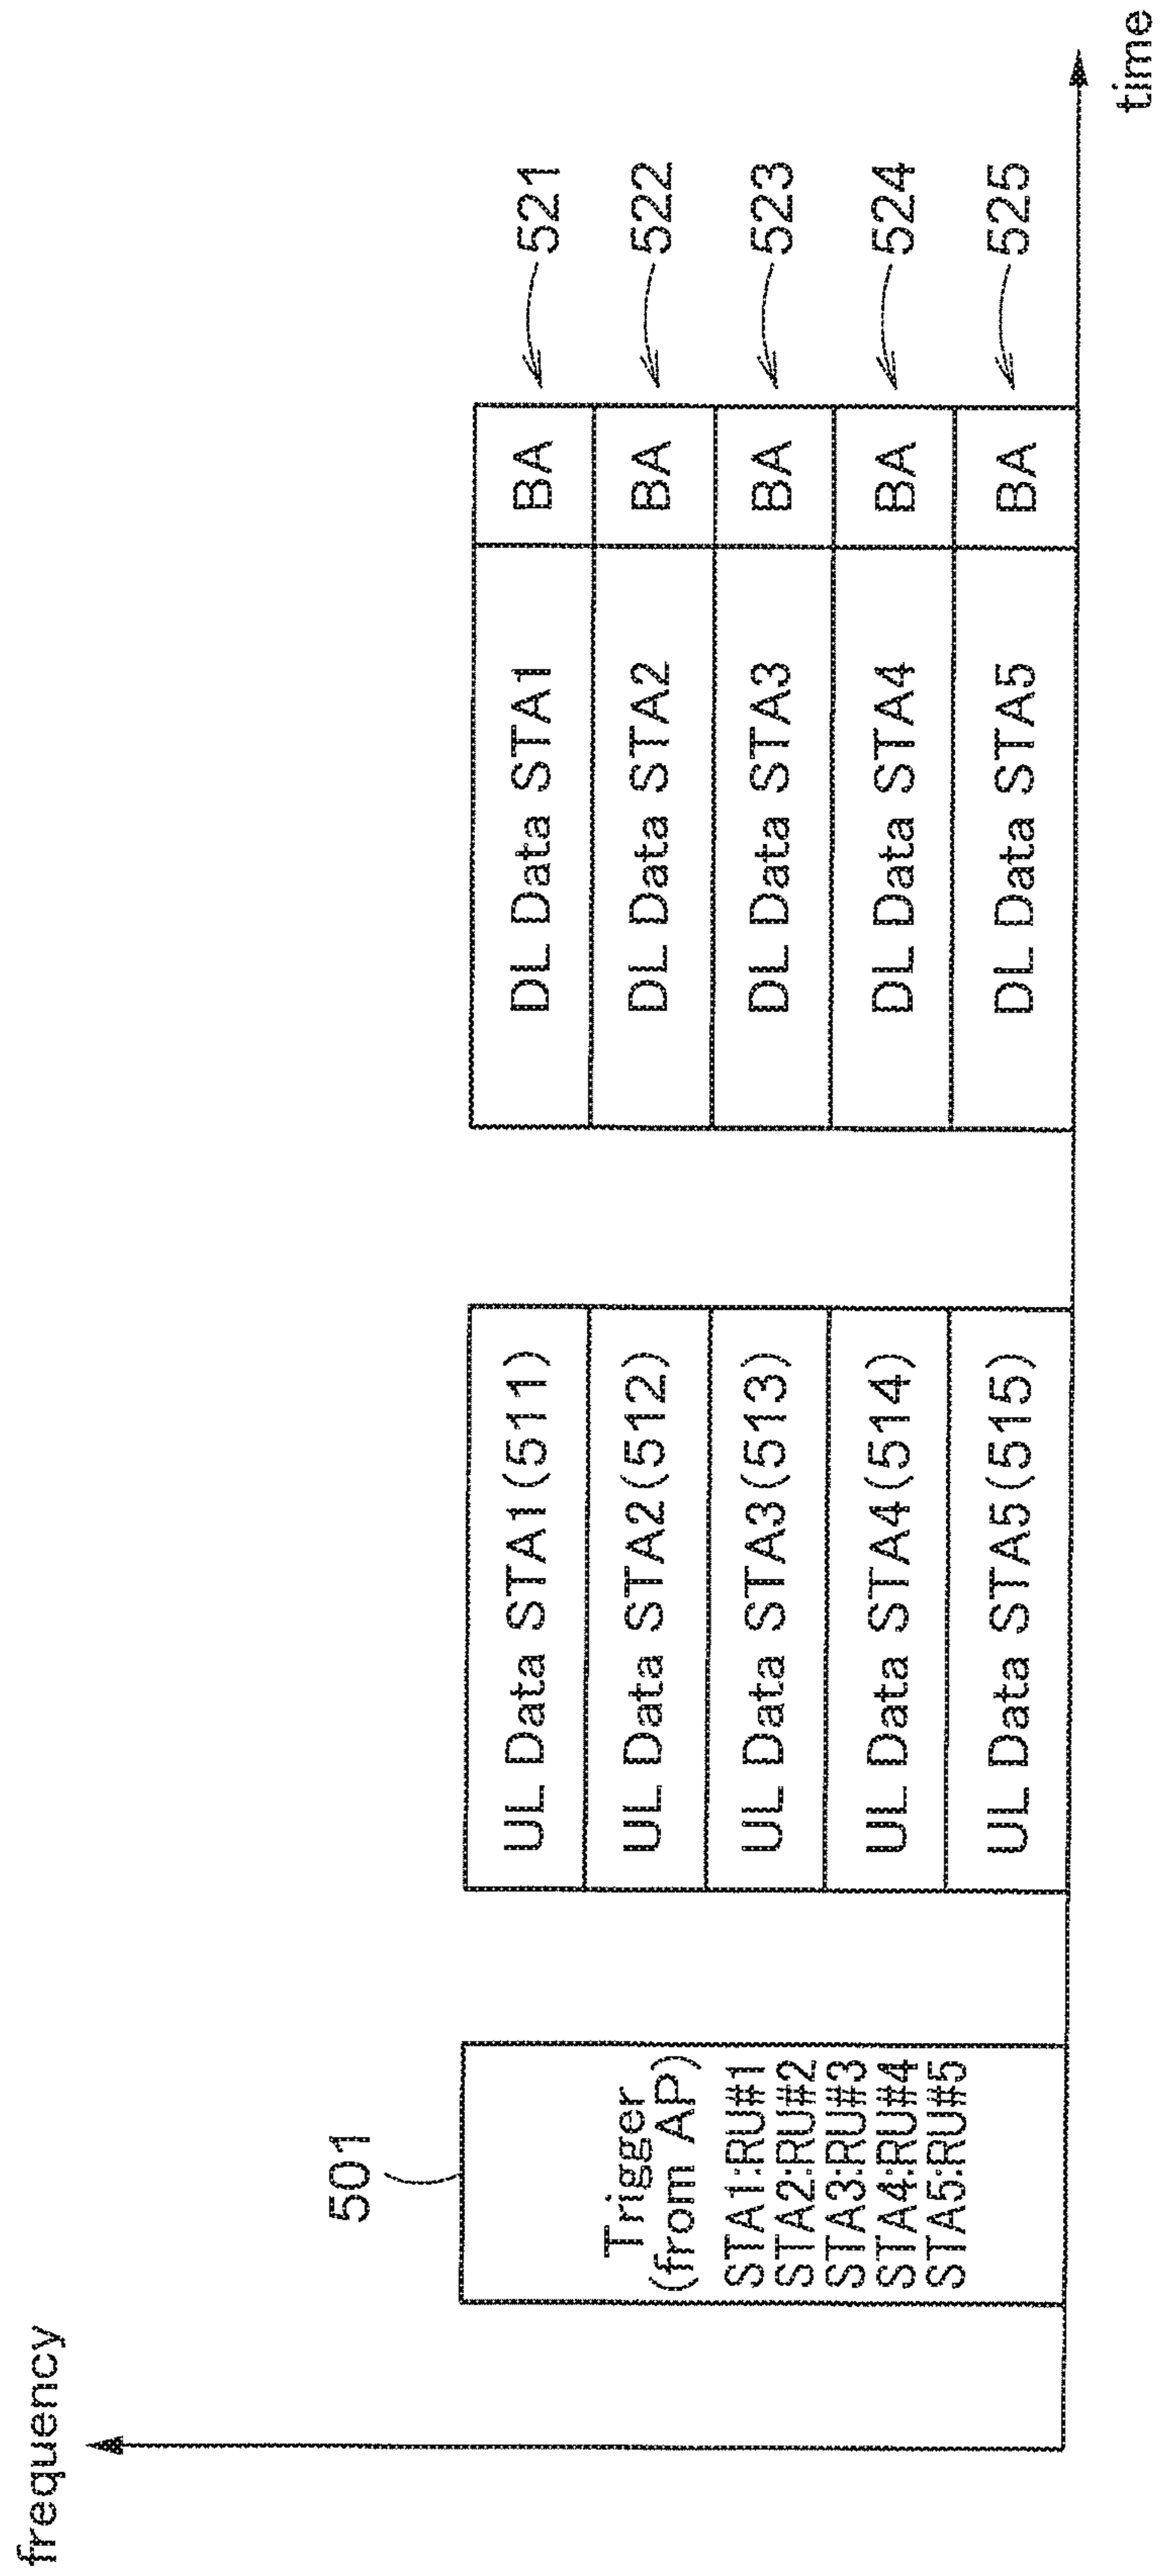 frequency
501
Trigger
(from AP)
STA1:RU#1
STA2:RU#2
STA3:RU#3
STA4:RU#4
STA5:RU#5
UL Data STA1(511)
UL Data STA2(512)
UL Data STA3(513)
UL Data STA4(514)
UL Data STA5(515)
DL Data STA1 BA 521
DL Data STA2 BA 522
DL Data STA3 BA 523
DL Data STA4 BA 524
DL Data STA5 BA 525
time